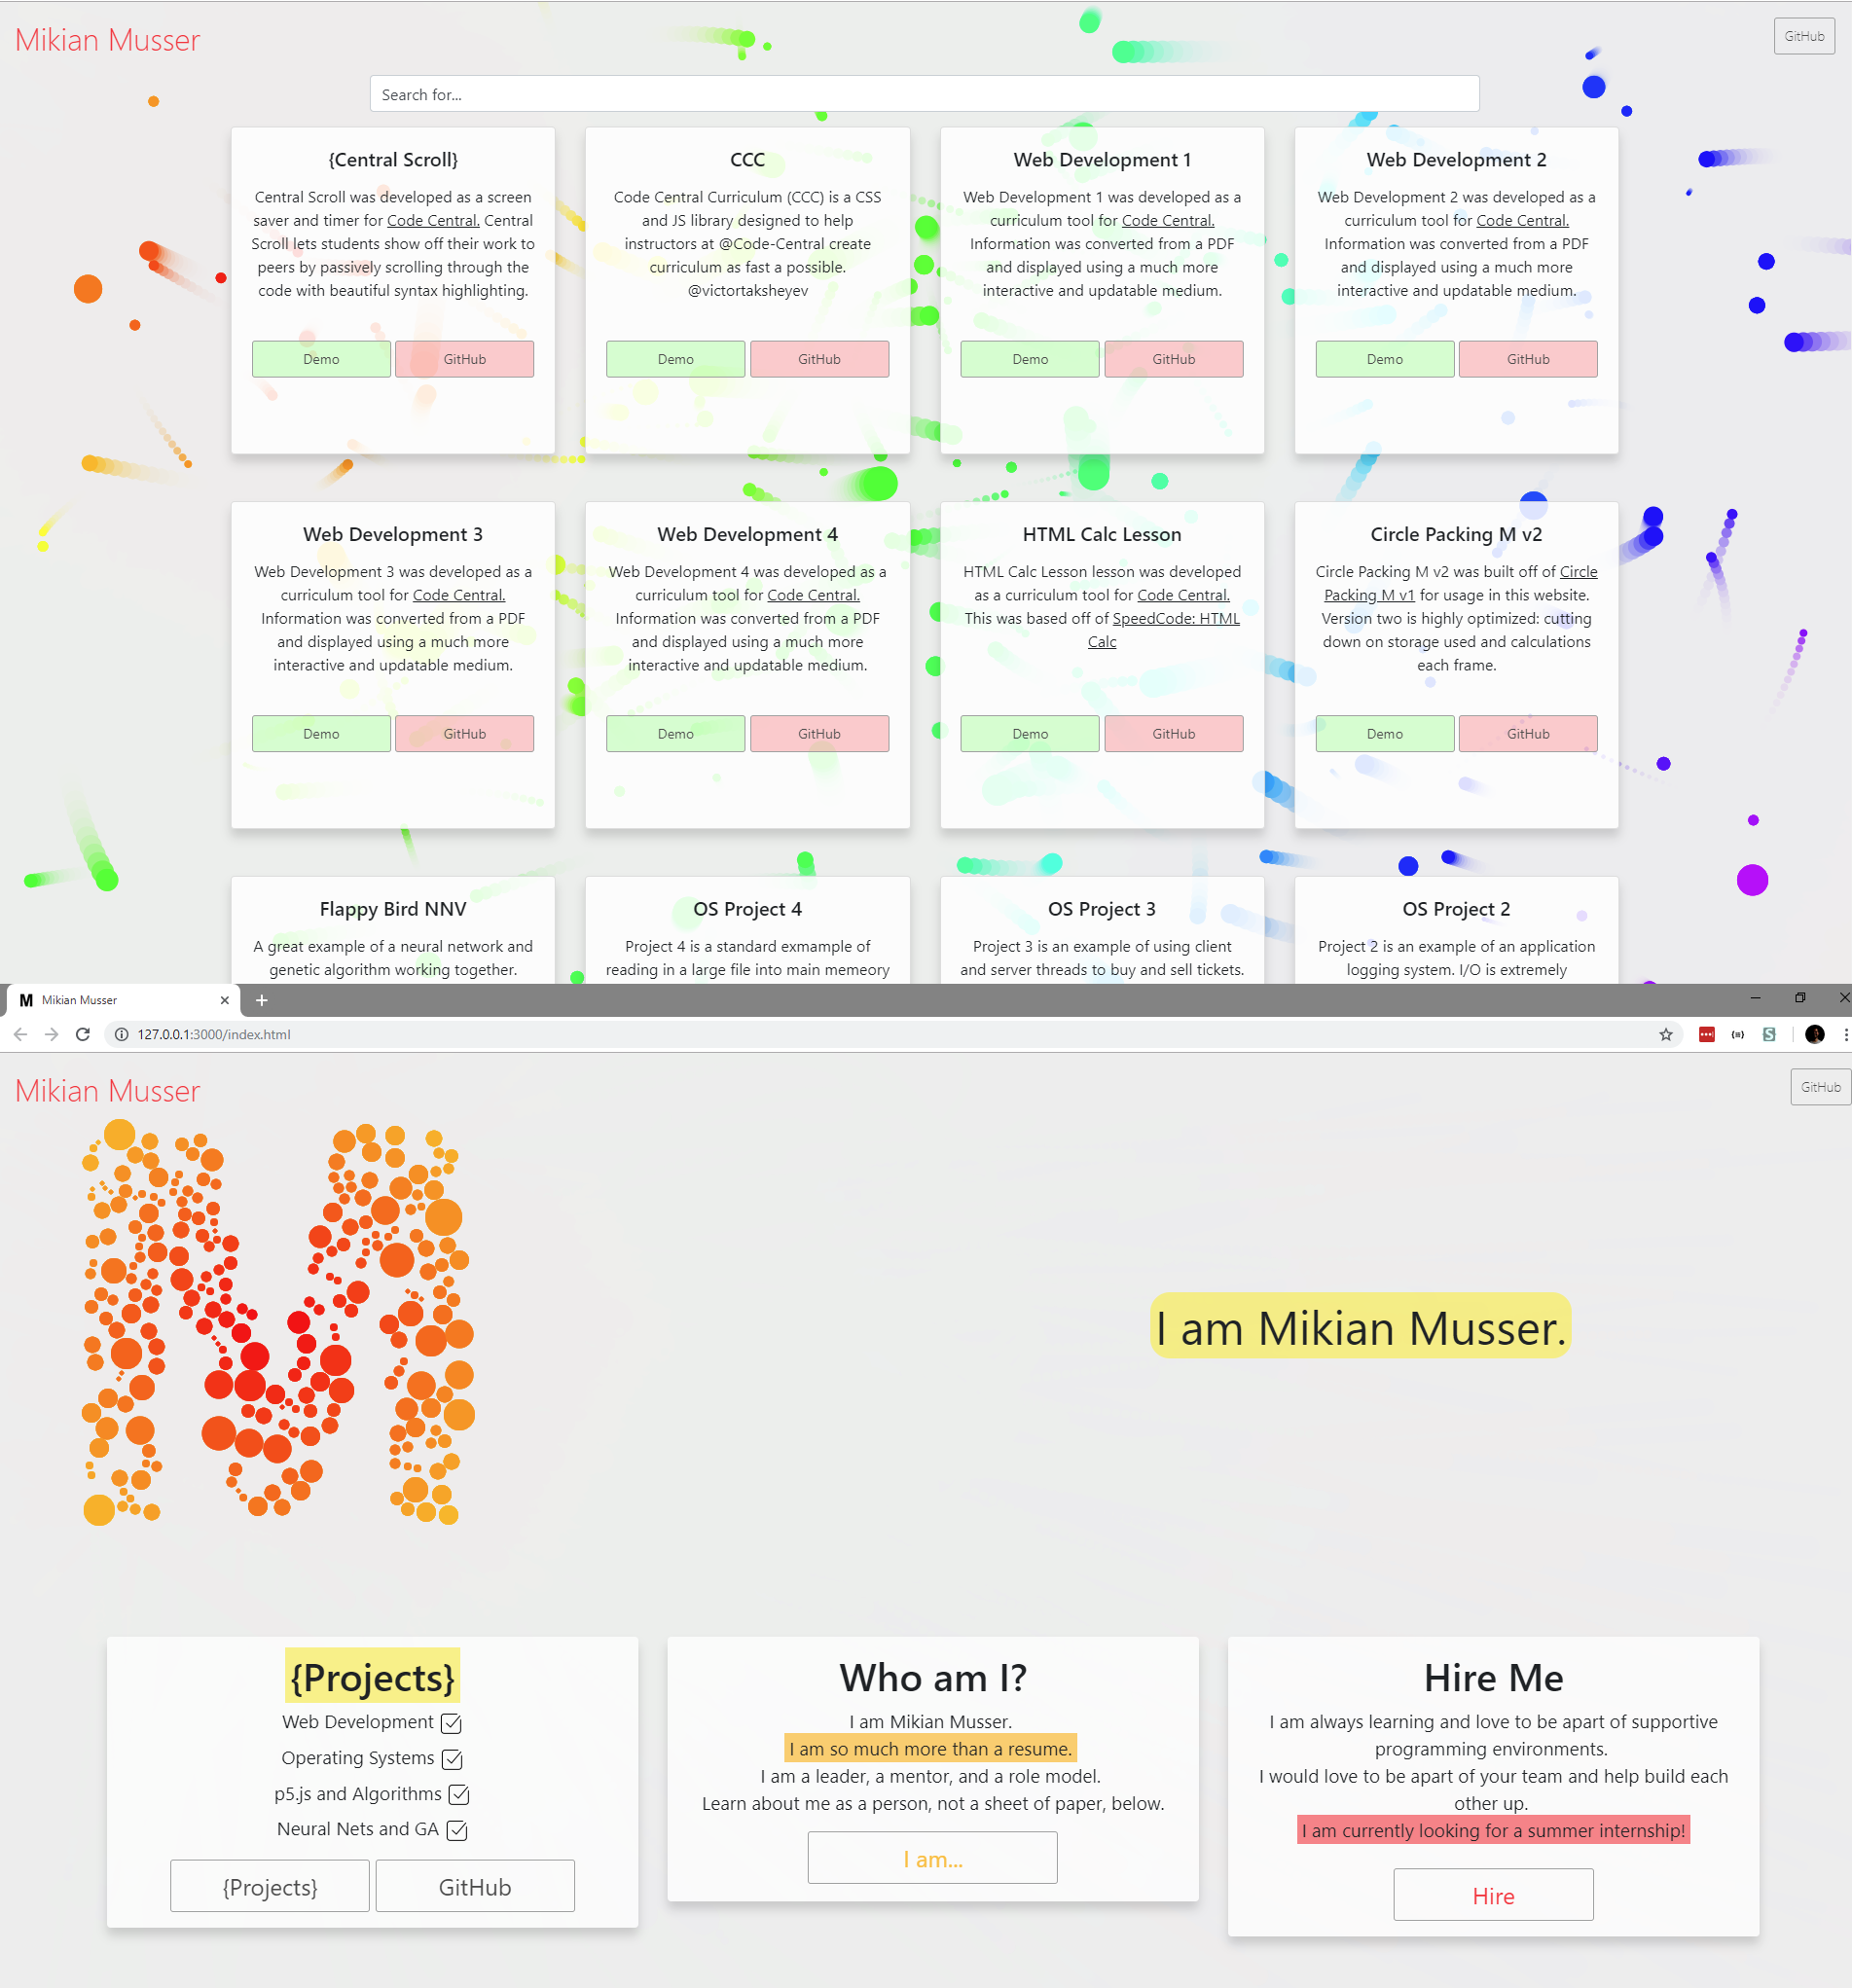 Mikian Musser
GitHub
Search for...
{Central Scroll}
Central Scroll was developed as a screen
saver and timer for Code Central. Central
Scroll lets students show off their work to
peers by passively scrolling through the
code with beautiful syntax highlighting.
Demo GitHub
CCC
Code Central Curriculum (CCC) is a CSS
and JS library designed to help
instructors at @Code-Central create
curriculum as fast a possible.
@victortaksheyev
Demo GitHub
Web Development 1
Web Development 1 was developed as a
curriculum tool for Code Central.
Information was converted from a PDF
and displayed using a much more
interactive and updatable medium.
Demo GitHub
Web Development 2
Web Development 2 was developed as a
curriculum tool for Code Central.
Information was converted from a PDF
and displayed using a much more
interactive and updatable medium.
Demo GitHub
Web Development 3
Web Development 3 was developed as a
curriculum tool for Code Central.
Information was converted from a PDF
and displayed using a much more
interactive and updatable medium.
Demo GitHub
Web Development 4
Web Development 4 was developed as a
curriculum tool for Code Central.
Information was converted from a PDF
and displayed using a much more
interactive and updatable medium.
Demo GitHub
HTML Calc Lesson
HTML Calc Lesson lesson was developed
as a curriculum tool for Code Central.
This was based off of SpeedCode: HTML
Calc
Demo GitHub
Circle Packing M v2
Circle Packing M v2 was built off of Circle
Packing M v1 for usage in this website.
Version two is highly optimized: cutting
down on storage used and calculations
each frame.
Demo GitHub
Flappy Bird NNV
A great example of a neural network and
genetic algorithm working together.
OS Project 4
Project 4 is a standard exmample of
reading in a large file into main memeory
OS Project 3
Project 3 is an example of using client
and server threads to buy and sell tickets.
OS Project 2
Project 2 is an example of an application
logging system. I/O is extremely
M Mikian Musser
127.0.0.1:3000/index.html
Mikian Musser
GitHub
M
I am Mikian Musser.
{Projects}
Web Development
Operating Systems
p5.js and Algorithms
Neural Nets and GA
{Projects} GitHub
Who am I?
I am Mikian Musser.
I am so much more than a resume.
I am a leader, a mentor, and a role model.
Learn about me as a person, not a sheet of paper, below.
I am...
Hire Me
I am always learning and love to be apart of supportive
programming environments.
I would love to be apart of your team and help build each
other up.
I am currently looking for a summer internship!
Hire